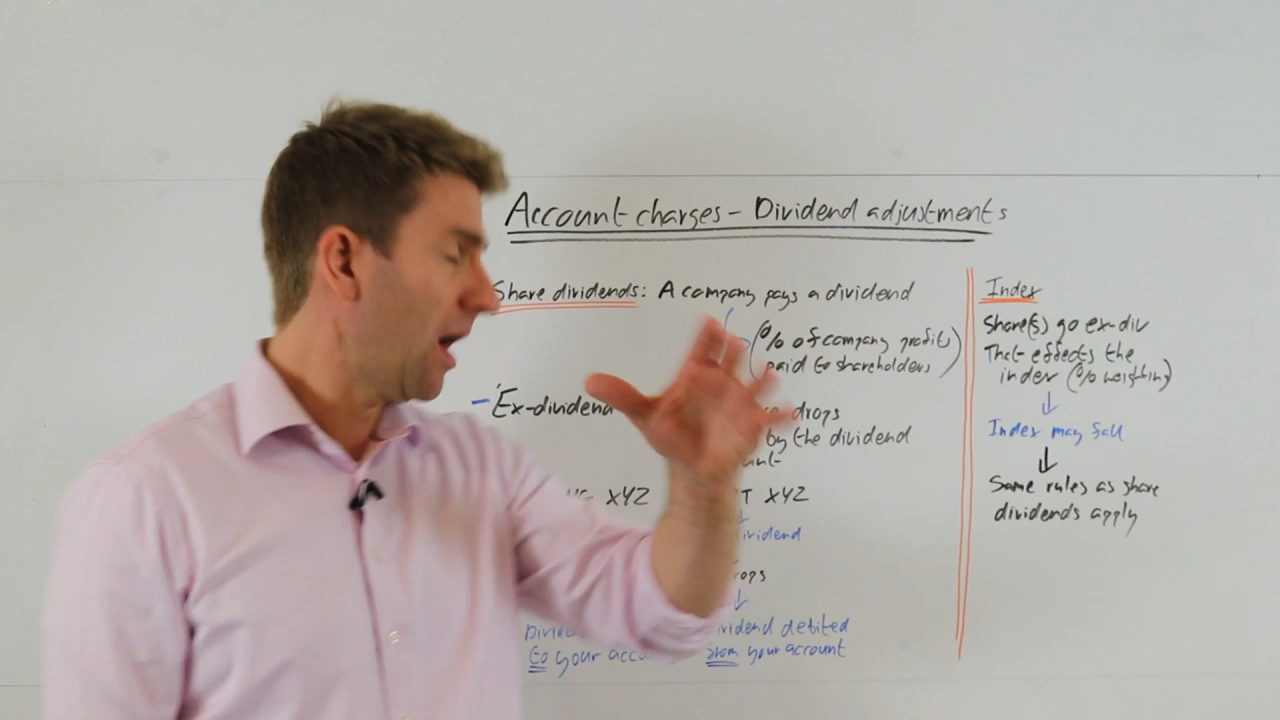 Account charges - Dividend adjustments
Share dividends: A company pays a dividend
(% of company profit)
paid to shareholders)
- 'Ex-dividend
drops
by the dividend
XYZ
XYZ
drops
to your
dividend debited
from your account
Index
Share(s) go ex-div
That effects the
index (% weighting)
Index may fall
Same rules as share
dividends apply